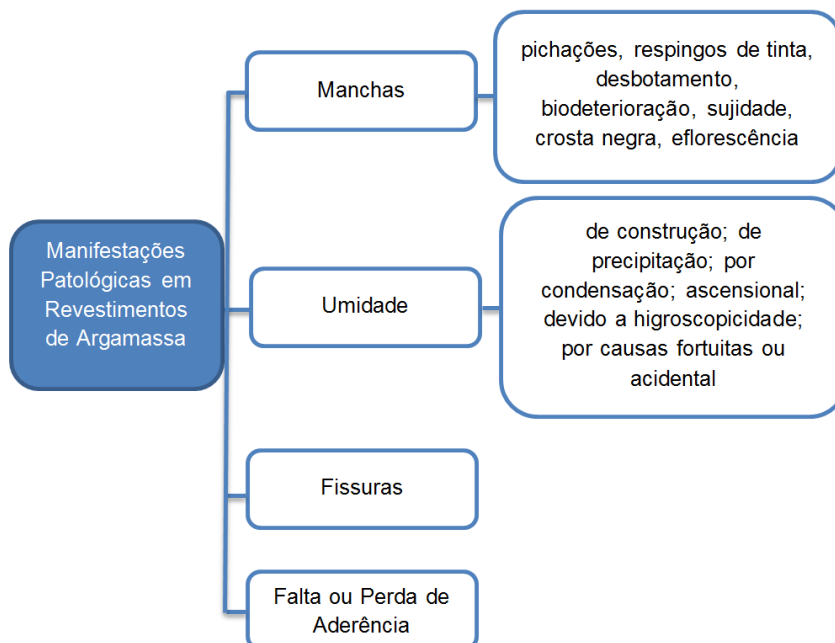 Manifestações
Patológicas em
Revestimentos
de Argamassa
Manchas
pichações, respingos de tinta,
desbotamento,
biodeterioração, sujidade,
crosta negra, eflorescência
Umidade
de construção; de
precipitação; por
condensação; ascensional;
devido a higroscopicidade;
por causas fortuitas ou
acidental
Fissuras
Falta ou Perda de
Aderência